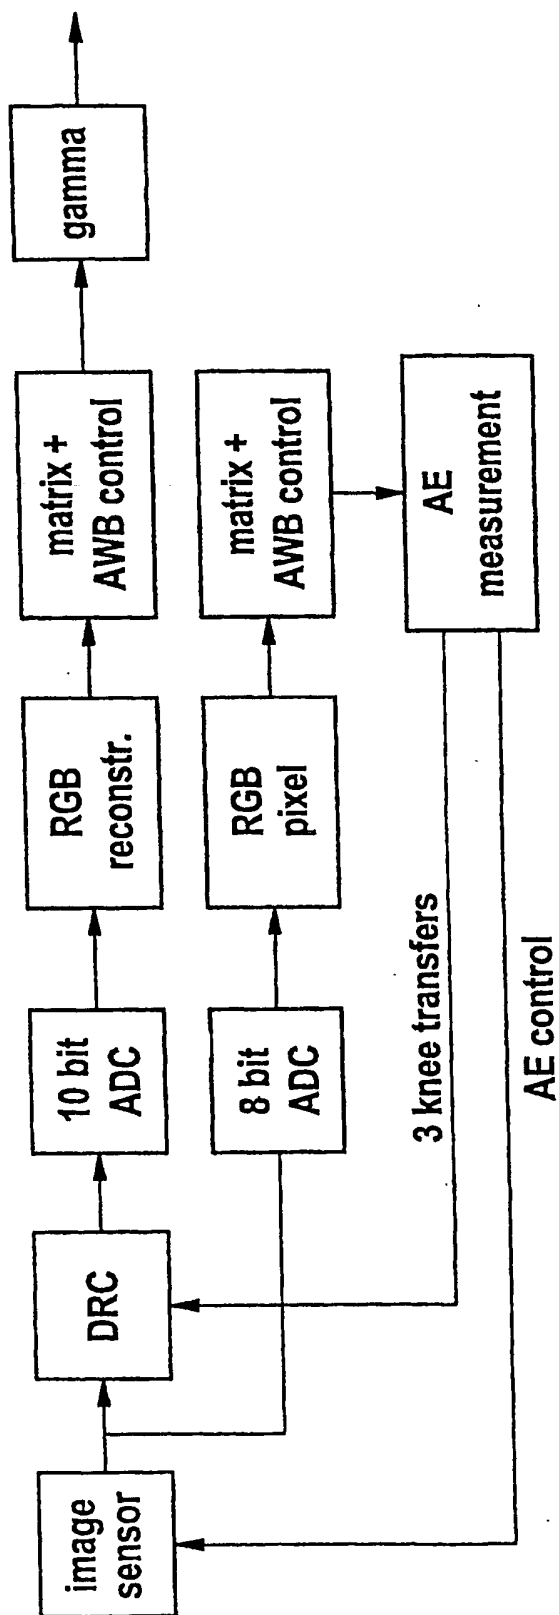 image
sensor
DRC
10 bit
ADC
RGB
reconstr.
matrix +
AWB control
gamma
8 bit
ADC
RGB
pixel
matrix +
AWB control
AE
measurement
3 knee transfers
AE control